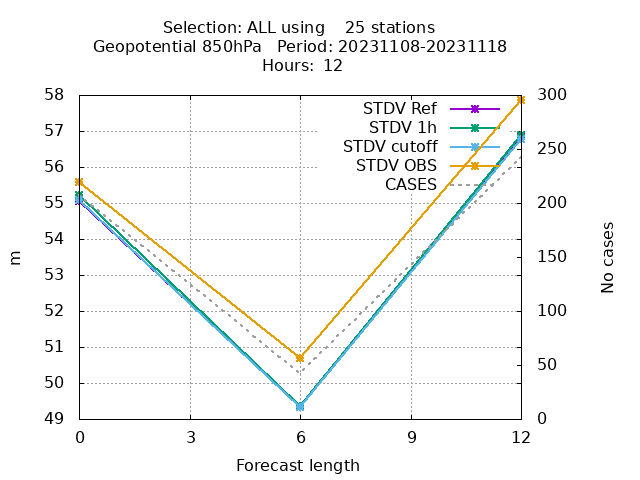 Selection: ALL using    25 stations
Geopotential 850hPa   Period: 20231108-20231118
Hours:  12
STDV Ref
STDV 1h
STDV cutoff
STDV OBS
CASES
58
57
56
55
54
53
52
51
50
49
m
300
250
200
150
100
50
0
No cases
0 3 6 9 12
Forecast length